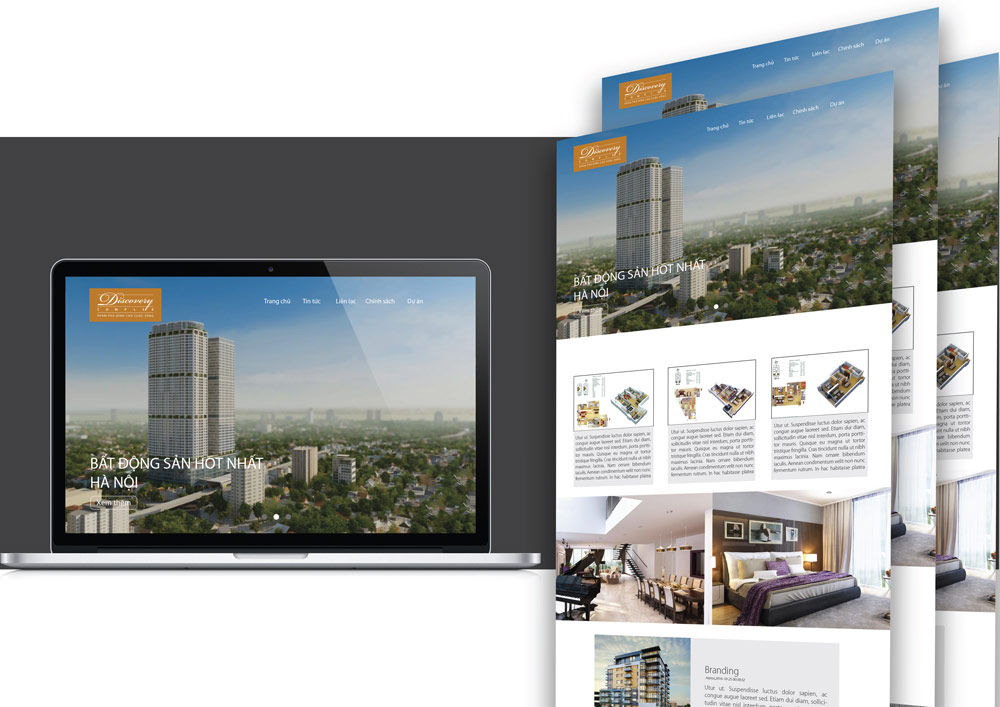 Discovery
COMPLEX
Trang chủ Tin tức Liên lạc Chính sách Dự án
BẤT ĐỘNG SẢN HÓT NHẤT
HÀ NỘI
Xem thêm
Trang chủ Tin tức Liên lạc Chính sách Dự án
Discovery
COMPLEX
Trang chủ Tin tức Liên lạc Chính sách Dự án
Discovery
COMPLEX
BẤT ĐỘNG SẢN HÓT NHẤT
HÀ NỘI
Utur ut. Suspendisse luctus dolor sapien, ac
congue augue laoreet sed. Etiam dui diam,
sollicitudin vitae nisl interdum, porta portti-
tor mauris. Quisque eu magna ut tortor
tristique fringilla. Cras tincidunt nulla ut nibh
maximus lacinia. Nam ornare bibendum
iaculis. Aenean condimentum velit non nunc
fermentum rutrum. In hac habitasse platea
Utur ut. Suspendisse luctus dolor sapien, ac
congue augue laoreet sed. Etiam dui diam,
sollicitudin vitae nisl interdum, porta portti-
tor mauris. Quisque eu magna ut tortor
tristique fringilla. Cras tincidunt nulla ut nibh
maximus lacinia. Nam ornare bibendum
iaculis. Aenean condimentum velit non nunc
fermentum rutrum. In hac habitasse platea
Utur ut. Suspendisse luctus dolor sapien, ac
congue augue laoreet sed. Etiam dui diam,
sollicitudin vitae nisl interdum, porta portti-
tor mauris. Quisque eu magna ut tortor
tristique fringilla. Cras tincidunt nulla ut nibh
maximus lacinia. Nam ornare bibendum
iaculis. Aenean condimentum velit non nunc
fermentum rutrum. In hac habitasse platea
Branding
Utur ut. Suspendisse luctus dolor sapien, ac
congue augue laoreet sed. Etiam dui diam, sollici-
tudin vitae nisl interdum, porta